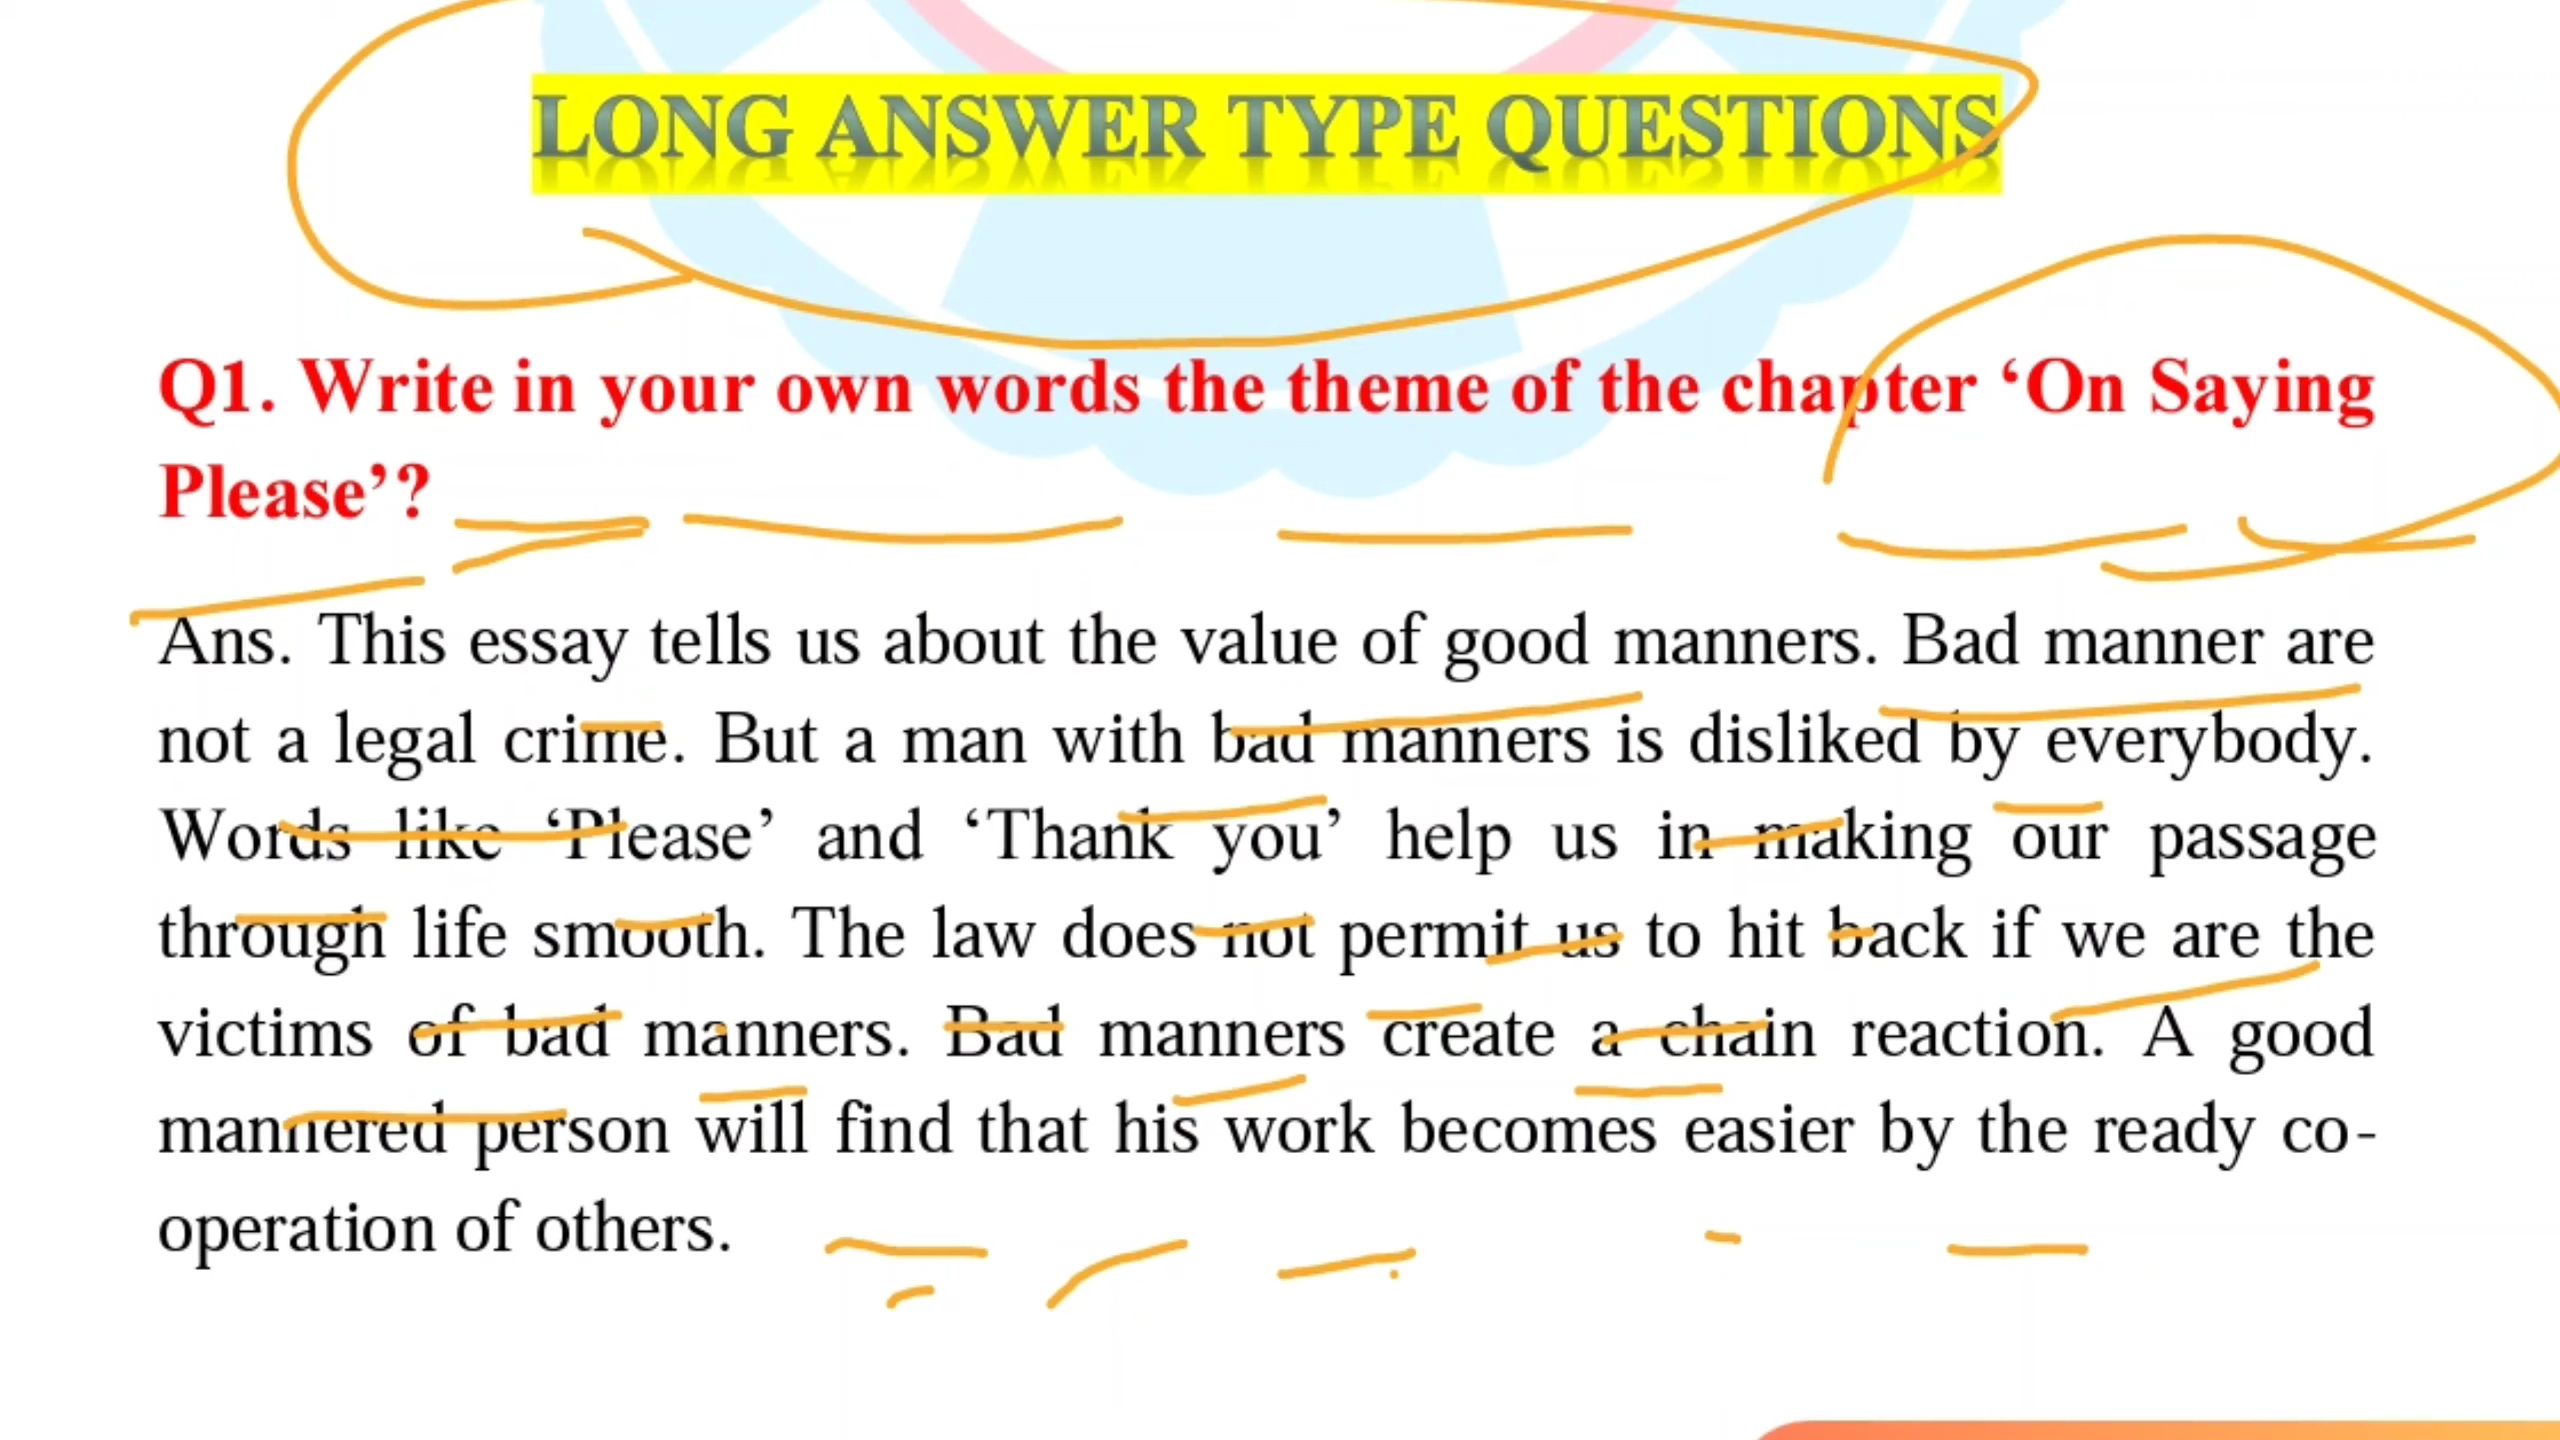 LONG ANSWER TYPE QUESTIONS
Q1. Write in your own words the theme of the chapter ‘On Saying
Please’?
Ans. This essay tells us about the value of good manners. Bad manner are
not a legal crime. But a man with bad manners is disliked by everybody.
Words like ‘Please’ and ‘Thank you’ help us in making our passage
through life smooth. The law does not permit us to hit back if we are the
victims of bad manners. Bad manners create a chain reaction. A good
mannered person will find that his work becomes easier by the ready co-
operation of others.